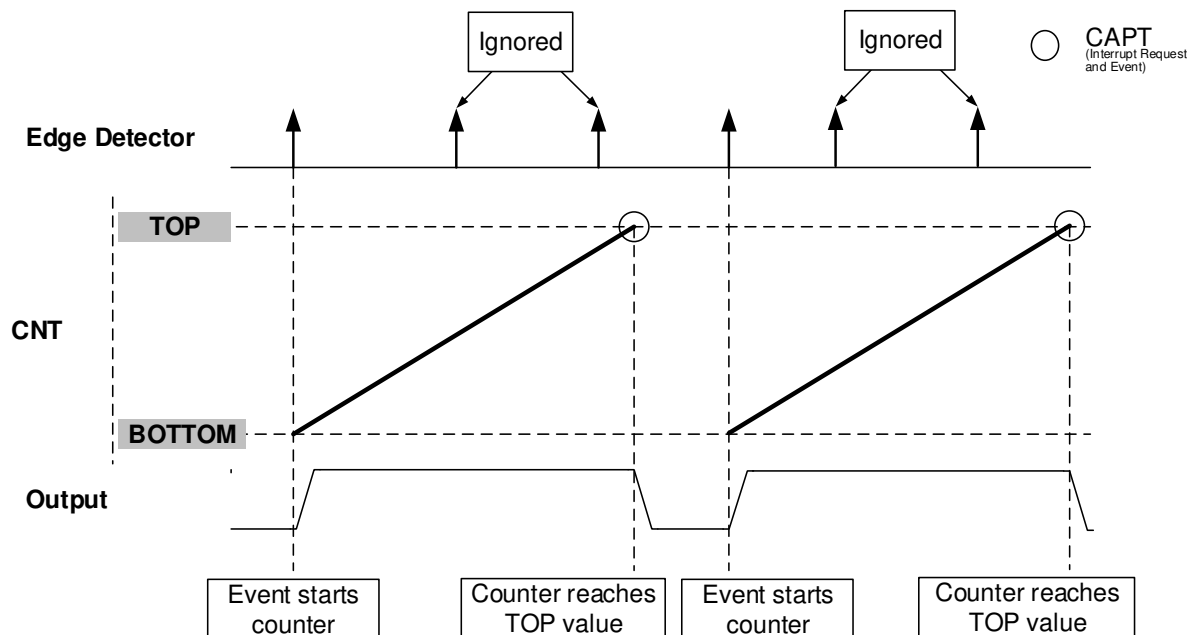 Ignored
Ignored
CAPT
(Interrupt Request
and Event)
Edge Detector
TOP
CNT
BOTTOM
Output
Event starts
counter
Counter reaches
TOP value
Event starts
counter
Counter reaches
TOP value